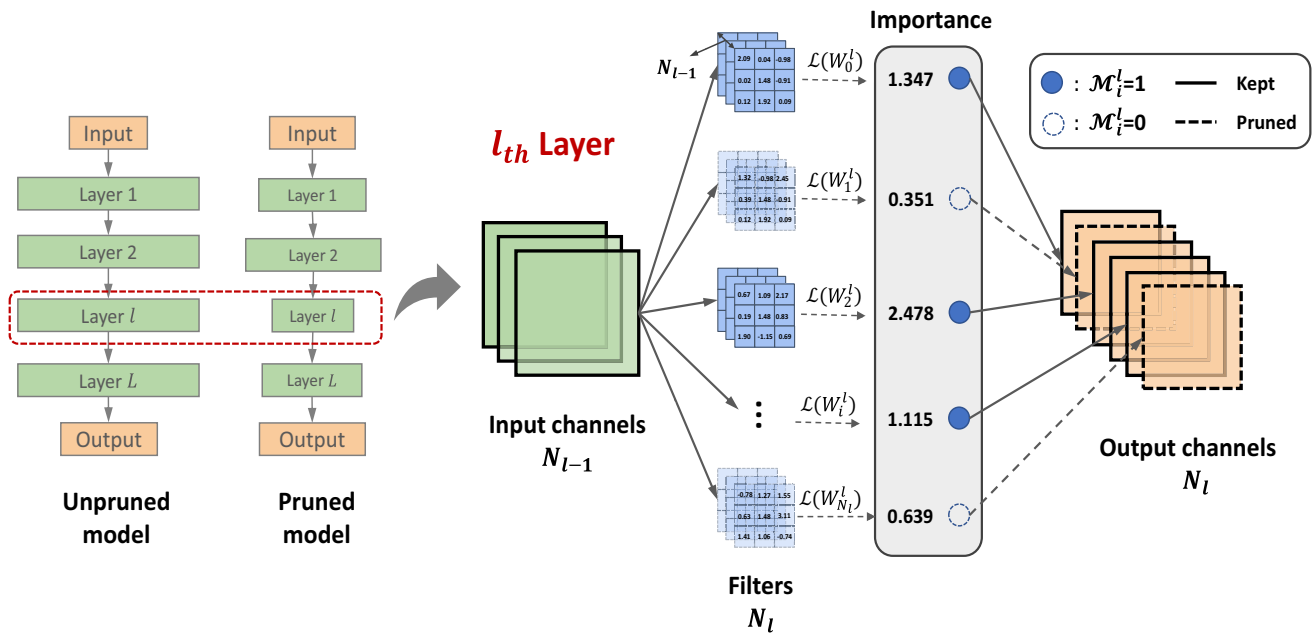 Input
Layer 1
Layer 2
Layer l
Layer L
Output
Unpruned
model
Input
Layer 1
Layer 2
Layer l
Layer L
Output
Pruned
model
l_{th} Layer
Input channels
N_{l-1}
N_{l-1}
2.09 0.04 -0.98
0.02 1.48 -0.91
0.12 1.92 0.09
1.32 -0.98 2.45
0.39 1.48 -0.91
0.12 1.92 0.09
0.67 1.09 2.17
0.19 1.48 0.83
1.90 -1.15 0.69
⋮
-0.78 1.27 1.55
0.63 1.48 3.11
1.41 1.06 -0.74
Filters
N_l
ℒ(W_0^l)
ℒ(W_1^l)
ℒ(W_2^l)
ℒ(W_i^l)
ℒ(W_{N_l}^l)
Importance
1.347
0.351
2.478
1.115
0.639
: ℳ_i^l=1 Kept
: ℳ_i^l=0 Pruned
Output channels
N_l